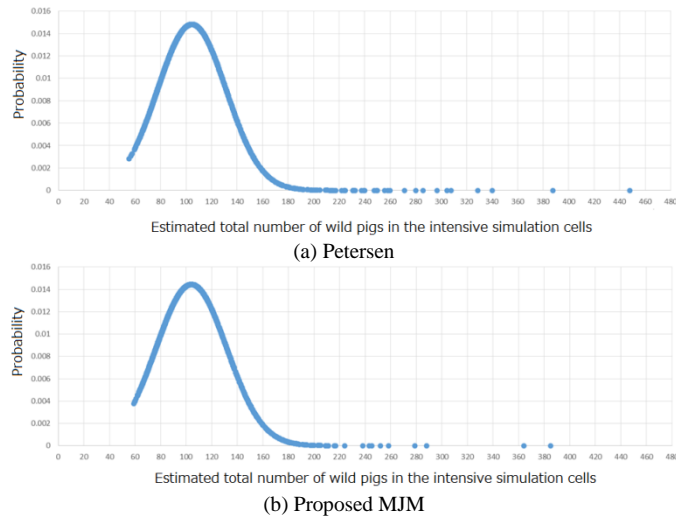 0.016
0.014
0.012
0.01
0.008
0.006
0.004
0.002
0
Probability
0 20 40 60 80 100 120 140 160 180 200 220 240 260 280 300 320 340 360 380 400 420 440 460 480
Estimated total number of wild pigs in the intensive simulation cells
(a) Petersen
0.016
0.014
0.012
0.01
0.008
0.006
0.004
0.002
0
Probability
0 20 40 60 80 100 120 140 160 180 200 220 240 260 280 300 320 340 360 380 400 420 440 460 480
Estimated total number of wild pigs in the intensive simulation cells
(b) Proposed MJM